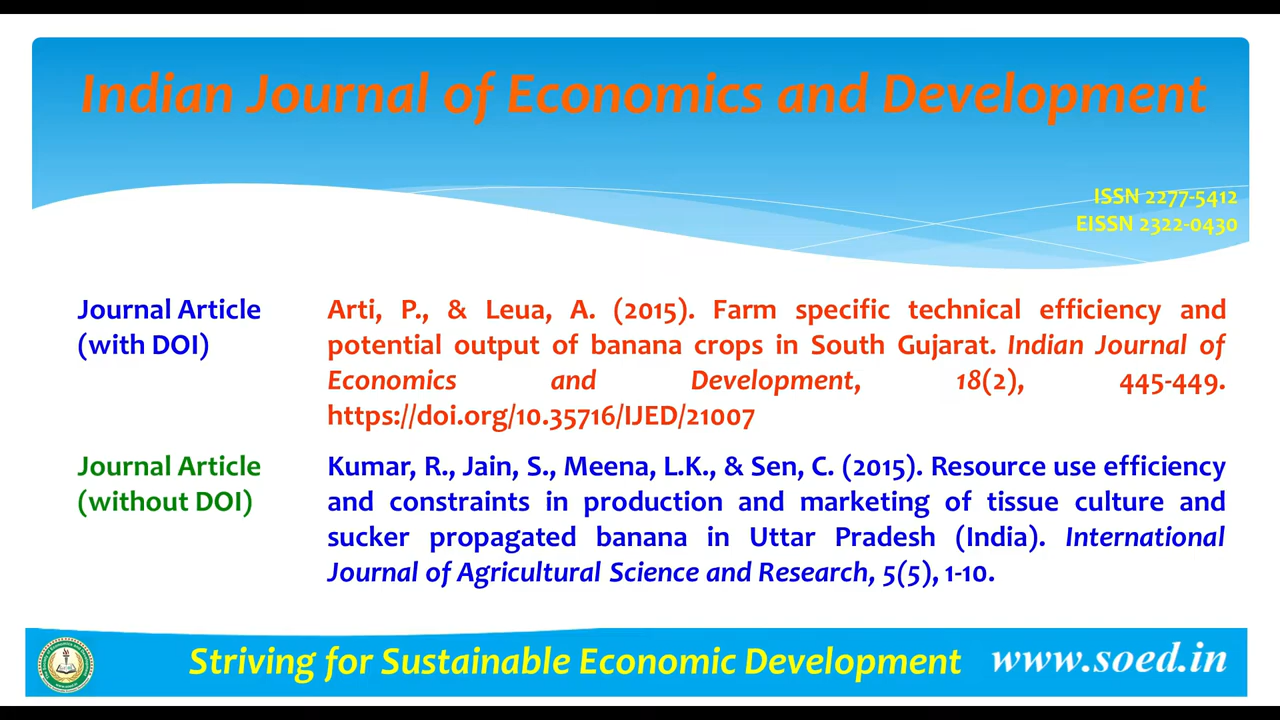 Indian Journal of Economics and Development
ISSN 2277-5412
EISSN 2322-0430
Journal Article
(with DOI)
Arti, P., & Leua, A. (2015). Farm specific technical efficiency and
potential output of banana crops in South Gujarat. Indian Journal of
Economics and Development, 18(2), 445-449.
https://doi.org/10.35716/IJED/21007
Journal Article
(without DOI)
Kumar, R., Jain, S., Meena, L.K., & Sen, C. (2015). Resource use efficiency
and constraints in production and marketing of tissue culture and
sucker propagated banana in Uttar Pradesh (India). International
Journal of Agricultural Science and Research, 5(5), 1-10.
Striving for Sustainable Economic Development
www.soed.in